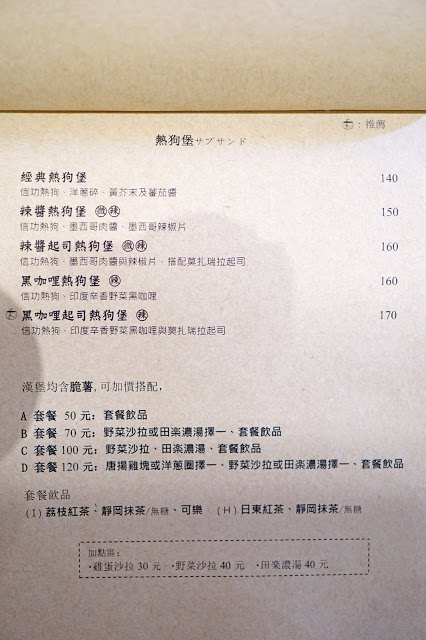 ：推薦
熱狗堡サブサンド
經典熱狗堡 140
信功熱狗、洋蔥碎、黃芥末及蕃茄醬
辣醬熱狗堡 微辣 150
信功熱狗、墨西哥肉醬、墨西哥辣椒片
辣醬起司熱狗堡 微辣 160
信功熱狗、墨西哥肉醬與辣椒片、搭配莫扎瑞拉起司
黑咖哩熱狗堡 辣 160
信功熱狗、印度辛香野菜黑咖哩
黑咖哩起司熱狗堡 辣 170
信功熱狗、印度辛香野菜黑咖哩與莫扎瑞拉起司
漢堡均含脆薯，可加價搭配，
A 套餐 50 元：套餐飲品
B 套餐 70 元：野菜沙拉或田楽濃湯擇一、套餐飲品
C 套餐 100 元：野菜沙拉、田楽濃湯、套餐飲品
D 套餐 120 元：唐揚雞塊或洋蔥圈擇一、野菜沙拉或田楽濃湯擇一、套餐飲品
套餐飲品
(I) 荔枝紅茶、靜岡抹茶/無糖、可樂 (H) 日東紅茶、靜岡抹茶/無糖
加點區：
•雞蛋沙拉 30 元 •野菜沙拉 40 元 •田楽濃湯 40 元